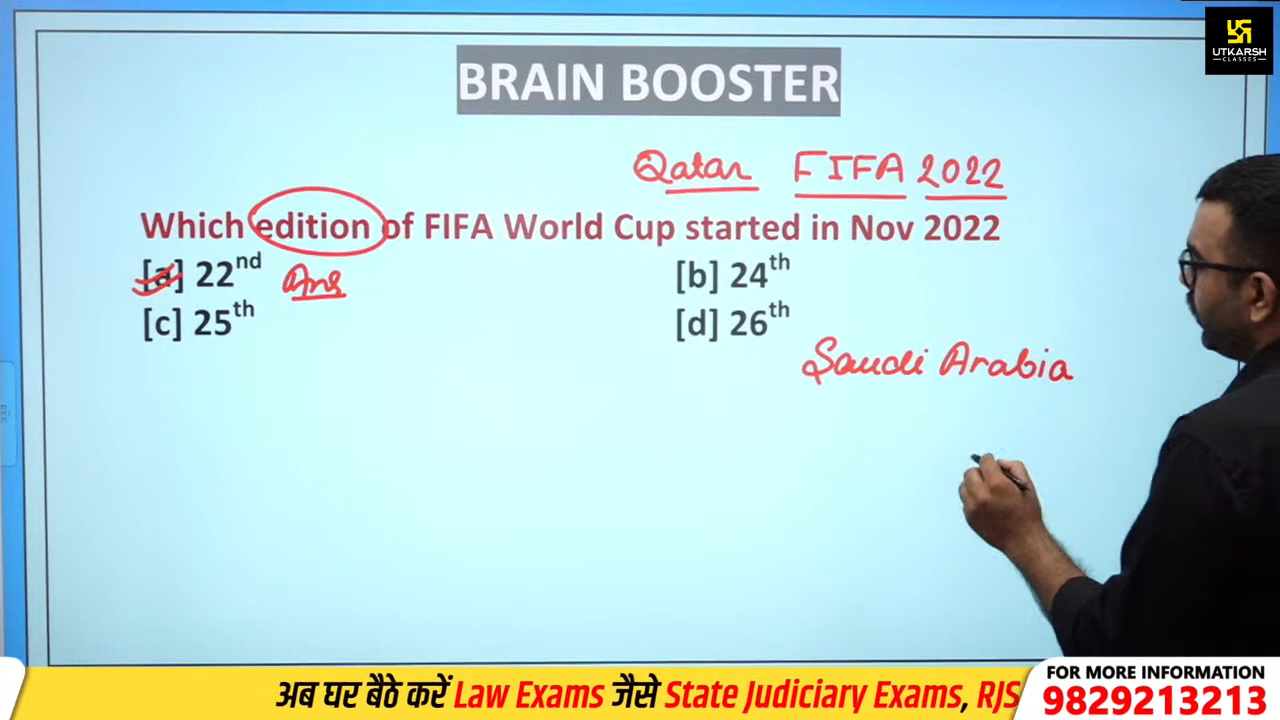 UTKARSH
CLASSES
BRAIN BOOSTER
Qatar FIFA 2022
Which edition of FIFA World Cup started in Nov 2022
[a] 22nd Ans
[b] 24th
[c] 25th
[d] 26th
Saudi Arabia
अब घर बैठे करें Law Exams जैसे State Judiciary Exams, RJS
FOR MORE INFORMATION
9829213213